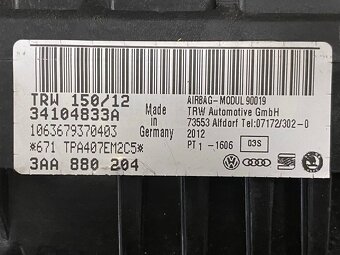 TRW 150/12
34104833A
1063679370403
*671 TPA407EM2C5*
3AA 880 204
Made
in
Germany
AIRBAG-MODUL 90019
TRW Automotive GmbH
73553 Alfdorf Tel:07172/302-0
2012
PT 1 -1606 03S